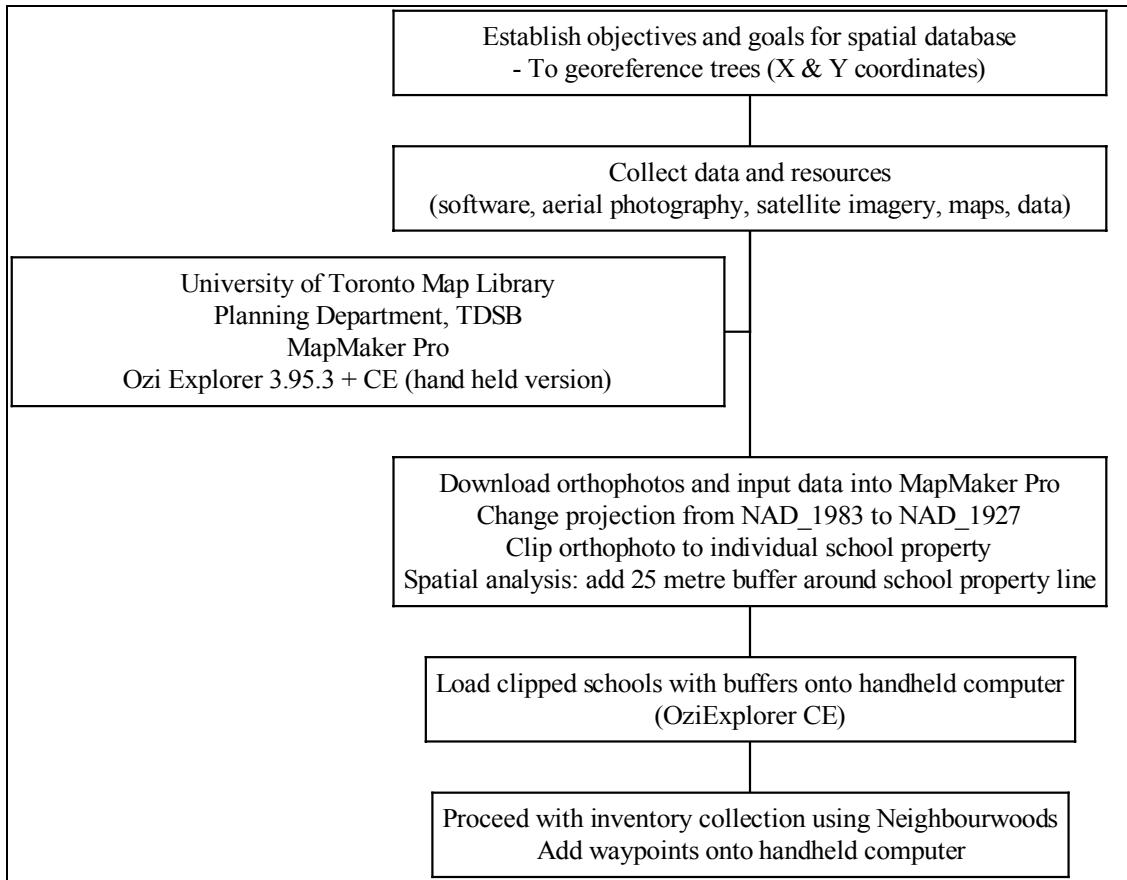 Establish objectives and goals for spatial database
- To georeference trees (X & Y coordinates)
Collect data and resources
(software, aerial photography, satellite imagery, maps, data)
University of Toronto Map Library
Planning Department, TDSB
MapMaker Pro
Ozi Explorer 3.95.3 + CE (hand held version)
Download orthophotos and input data into MapMaker Pro
Change projection from NAD_1983 to NAD_1927
Clip orthophoto to individual school property
Spatial analysis: add 25 metre buffer around school property line
Load clipped schools with buffers onto handheld computer
(OziExplorer CE)
Proceed with inventory collection using Neighbourwoods
Add waypoints onto handheld computer